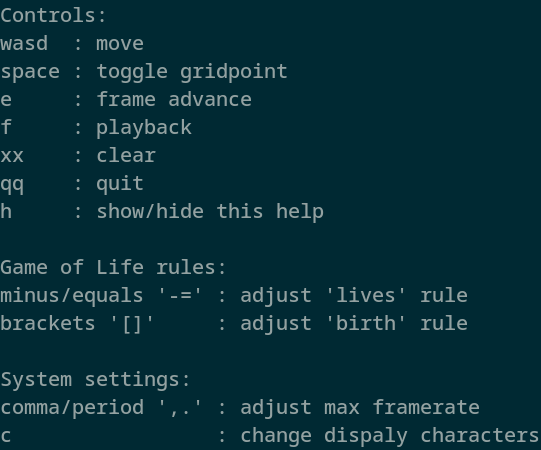 Controls:
wasd  : move
space : toggle gridpoint
e     : frame advance
f     : playback
xx    : clear
qq    : quit
h     : show/hide this help

Game of Life rules:
minus/equals '-=' : adjust 'lives' rule
brackets '[]'     : adjust 'birth' rule

System settings:
comma/period ',.' : adjust max framerate
c                 : change dispaly characters